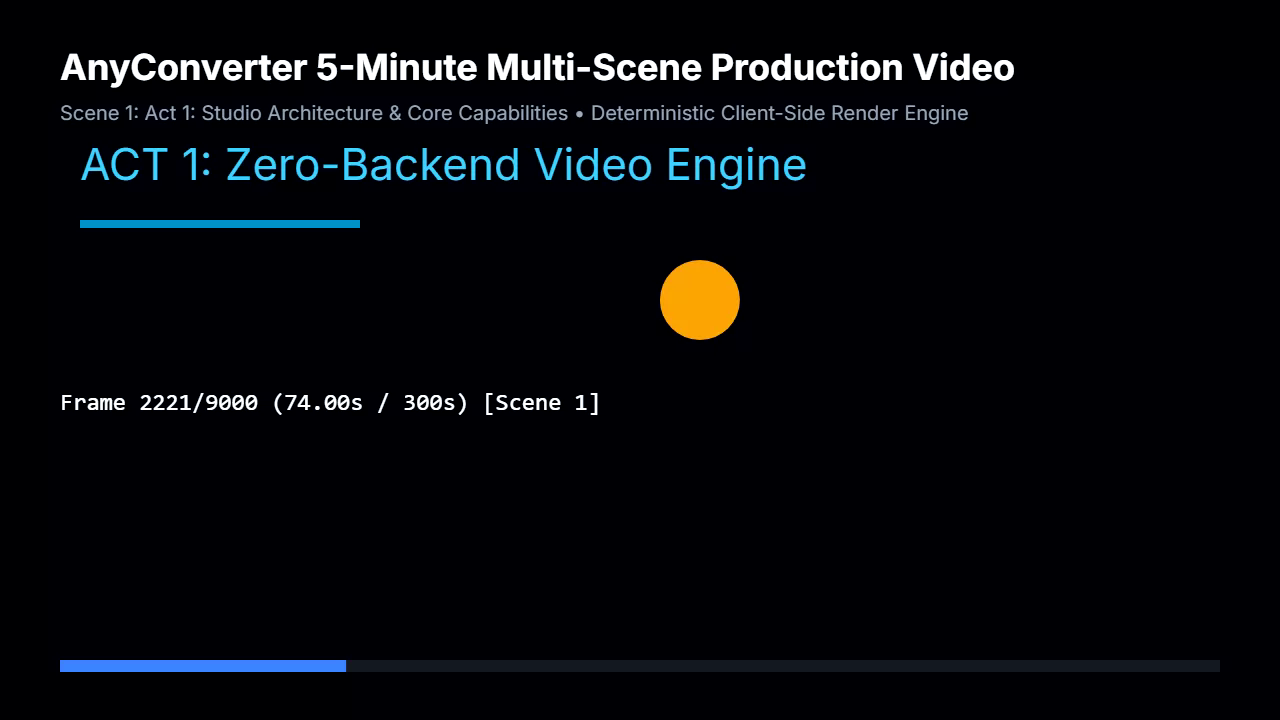 AnyConverter 5-Minute Multi-Scene Production Video
Scene 1: Act 1: Studio Architecture & Core Capabilities • Deterministic Client-Side Render Engine
ACT 1: Zero-Backend Video Engine
Frame 2221/9000 (74.00s / 300s) [Scene 1]